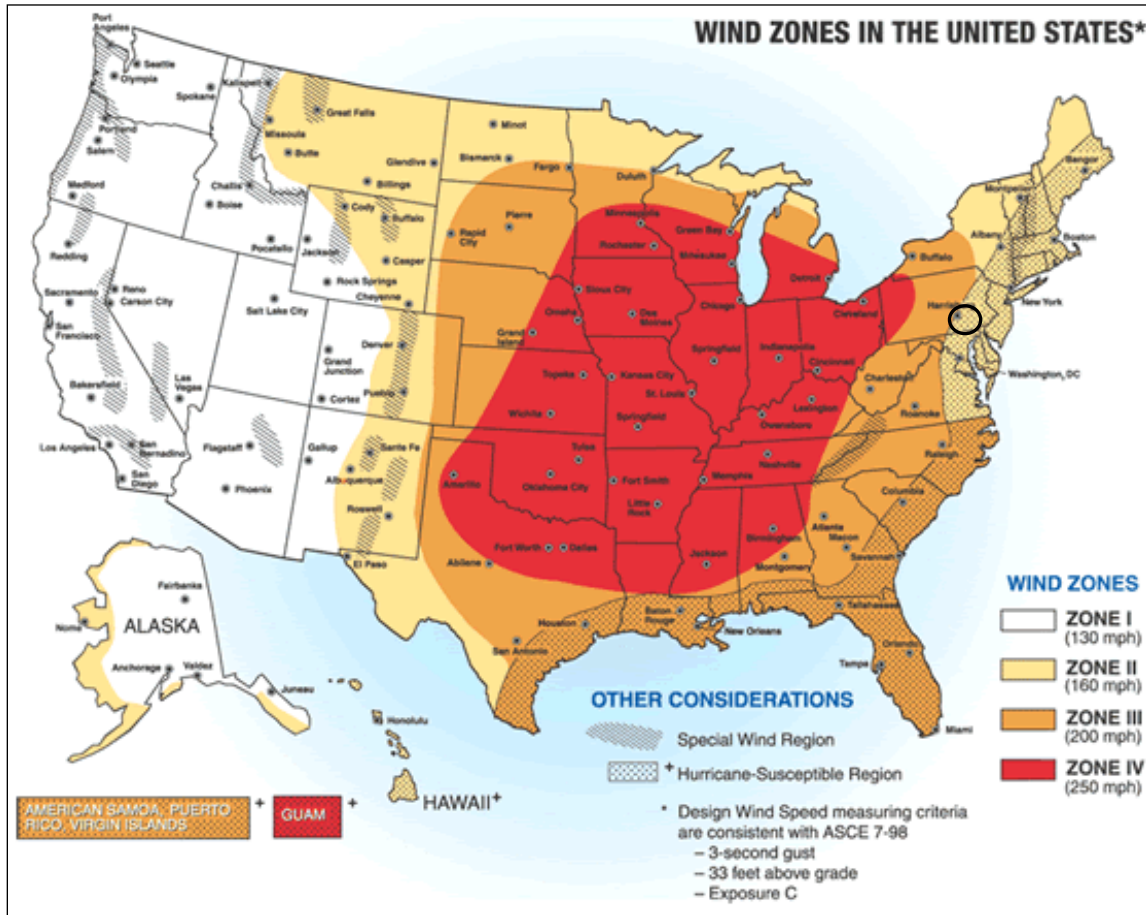 WIND ZONES IN THE UNITED STATES*
Port
Angeles
Seattle
Olympia
Spokane
Portland
Salem
Medford
Redding
Sacramento
San
Francisco
Reno
Carson City
Bakersfield
Las
Vegas
Los Angeles
San
Bernadino
San
Diego
Kalispell
Great Falls
Missoula
Butte
Glendive
Billings
Challis
Boise
Pocatello
Cody
Buffalo
Jackson
Casper
Rock Springs
Cheyenne
Salt Lake City
Denver
Grand
Junction
Pueblo
Cortez
Flagstaff
Phoenix
Gallup
Sante Fe
Albuquerque
Roswell
El Paso
Minot
Bismarck
Fargo
Pierre
Rapid
City
Duluth
Minneapolis
Rochester
Green Bay
Milwaukee
Sioux City
Omaha
Des
Moines
Grand
Island
Chicago
Detroit
Cleveland
Topeka
Kansas City
Springfield
Indianapolis
Cincinnati
St. Louis
Wichita
Springfield
Lexington
Owensboro
Tulsa
Amarillo
Oklahoma City
Fort Smith
Little
Rock
Memphis
Nashville
Fort Worth
Dallas
Abilene
Jackson
Birmingham
Montgomery
Atlanta
Macon
Savannah
Columbia
Raleigh
Roanoke
Charleston
San Antonio
Houston
Baton
Rouge
New Orleans
Tallahassee
Orlando
Tampa
Miami
Bangor
Montpelier
Albany
Boston
Buffalo
New York
Harris
Washington, DC
Fairbanks
Nome
ALASKA
Anchorage
Valdez
Juneau
Honolulu
HAWAII+
AMERICAN SAMOA, PUERTO
RICO, VIRGIN ISLANDS
+
GUAM
+
OTHER CONSIDERATIONS
Special Wind Region
+ Hurricane-Susceptible Region
* Design Wind Speed measuring criteria
are consistent with ASCE 7-98
– 3-second gust
– 33 feet above grade
– Exposure C
WIND ZONES
ZONE I
(130 mph)
ZONE II
(160 mph)
ZONE III
(200 mph)
ZONE IV
(250 mph)